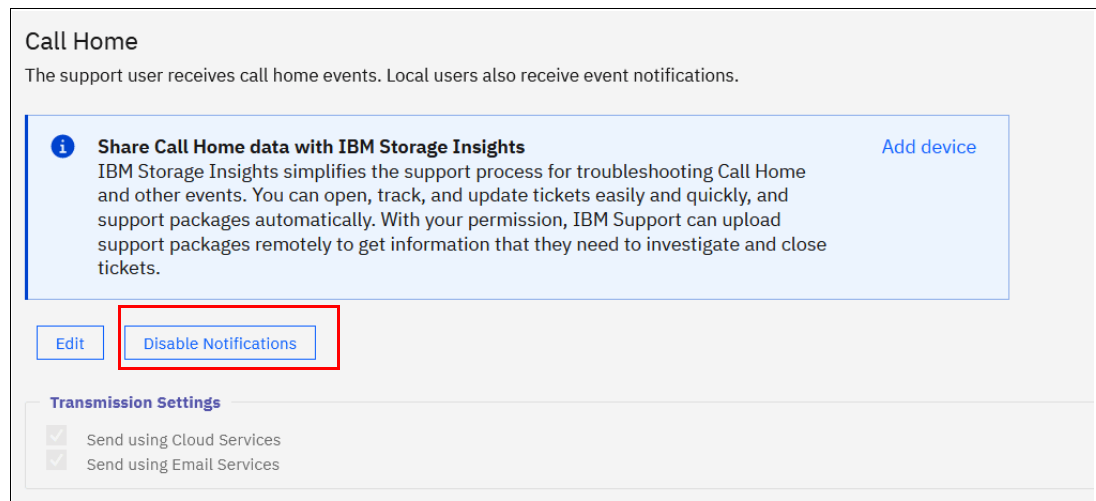 Call Home
The support user receives call home events. Local users also receive event notifications.
Share Call Home data with IBM Storage Insights
Add device
IBM Storage Insights simplifies the support process for troubleshooting Call Home
and other events. You can open, track, and update tickets easily and quickly, and
support packages automatically. With your permission, IBM Support can upload
support packages remotely to get information that they need to investigate and close
tickets.
Edit
Disable Notifications
Transmission Settings
Send using Cloud Services
Send using Email Services